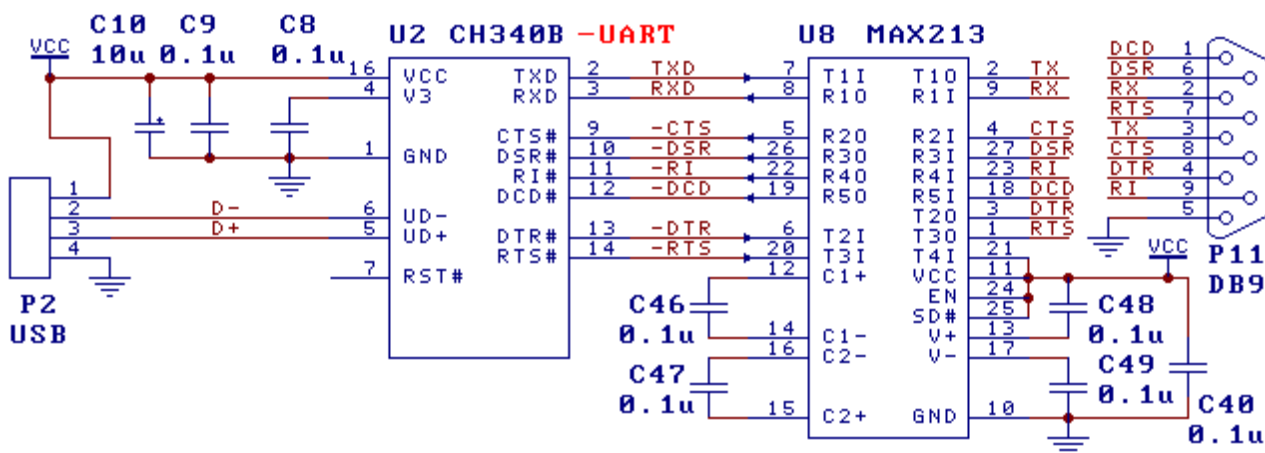 C10 C9 C8 U2 CH340B -UART U8 MAX213
VCC 10u 0.1u 0.1u
16 VCC TXD 2 TXD 7 T1I T1O 2 TX
4 V3 RXD 3 RXD 8 R1O R1I 9 RX
CTS# 9 -CTS 5 R2O R2I 4 CTS
1 GND DSR# 10 -DSR 26 R3O R3I 27 DSR
RI# 11 -RI 22 R4O R4I 23 RI
DCD# 12 -DCD 19 R5O R5I 18 DCD
T2O 3 DTR
DTR# 13 -DTR 6 T2I T3O 1 RTS
RTS# 14 -RTS 20 T3I T4I 21
12 C1+ VCC 11 VCC
EN 24
SD# 25
14 C1- V+ 13
16 C2- V- 17
15 C2+ GND 10
1
2 D- 6 UD-
3 D+ 5 UD+
4
7 RST#
P2
USB
C46
0.1u
C47
0.1u
C48
0.1u
C49
0.1u
C40
0.1u
DCD 1
DSR 6
RX 2
RTS 7
TX 3
CTS 8
DTR 4
RI 9
5
P11
DB9